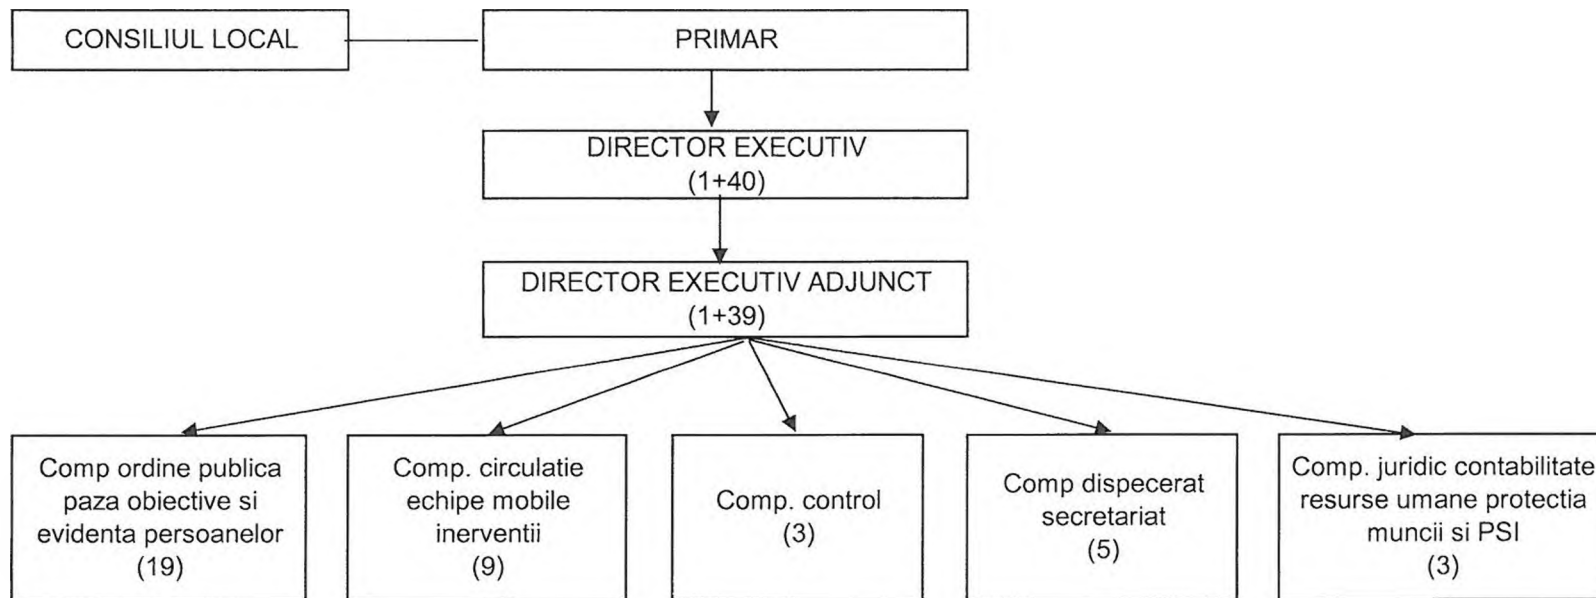 CONSILIUL LOCAL
PRIMAR
DIRECTOR EXECUTIV
(1+40)
DIRECTOR EXECUTIV ADJUNCT
(1+39)
Comp ordine publica
paza obiective si
evidenta persoanelor
(19)
Comp. circulatie
echipe mobile
inerventii
(9)
Comp. control
(3)
Comp dispecerat
secretariat
(5)
Comp. juridic contabilitate
resurse umane protectia
muncii si PSI
(3)